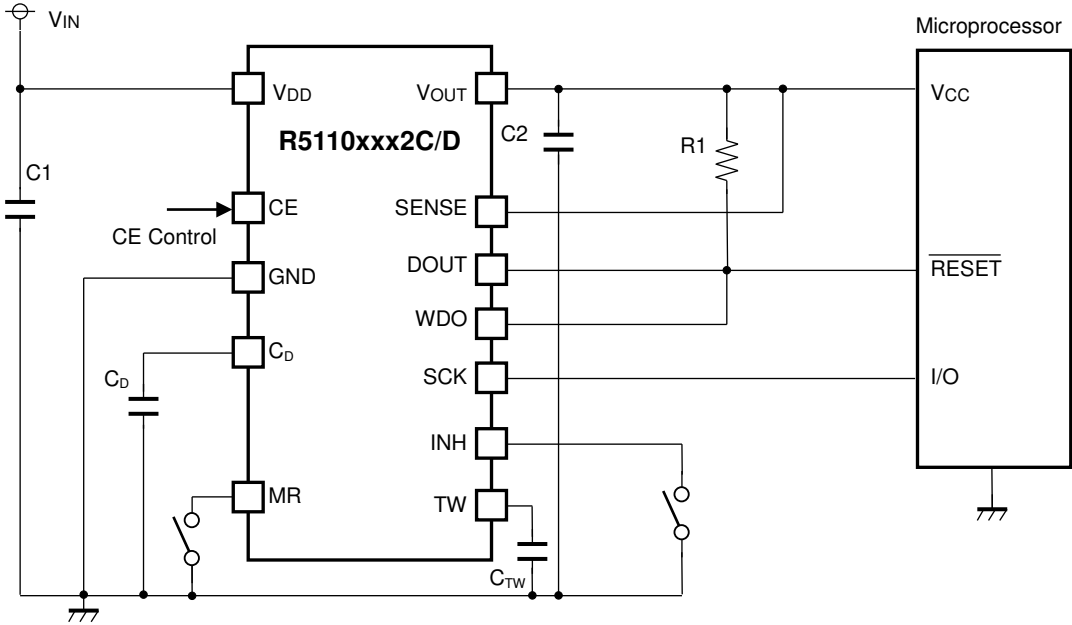 VIN
Microprocessor
VDD
VOUT
VCC
R5110xxx2C/D
C2
R1
C1
CE
SENSE
CE Control
DOUT
RESET
GND
WDO
CD
SCK
I/O
CD
INH
MR
TW
CTW